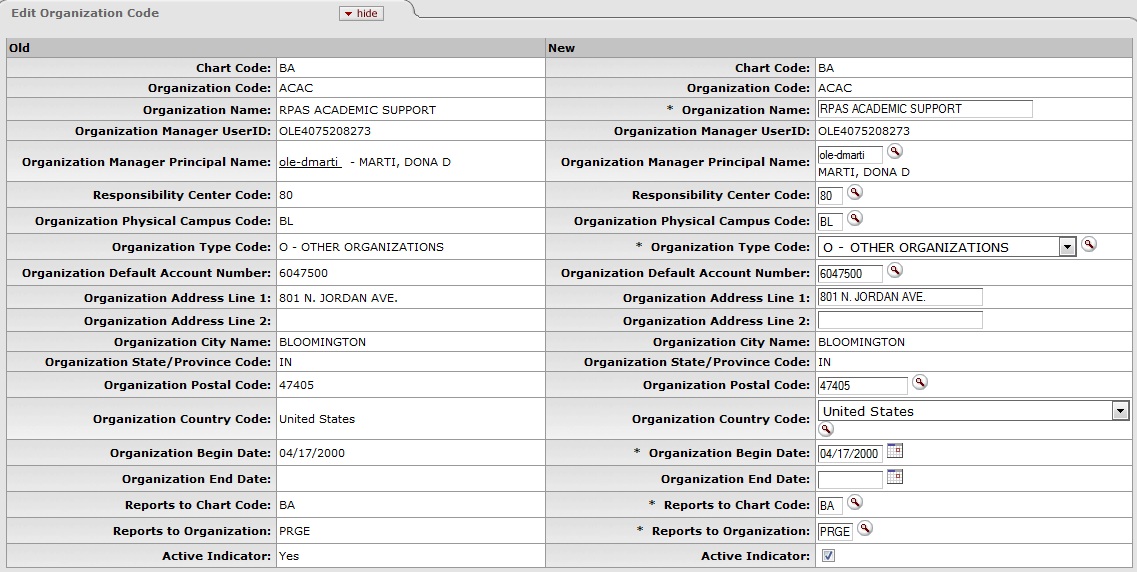 Edit Organization Code hide
Old New
Chart Code: BA Chart Code: BA
Organization Code: ACAC Organization Code: ACAC
Organization Name: RPAS ACADEMIC SUPPORT * Organization Name: RPAS ACADEMIC SUPPORT
Organization Manager UserID: OLE4075208273 Organization Manager UserID: OLE4075208273
Organization Manager Principal Name: ole-dmarti - MARTI, DONA D Organization Manager Principal Name: ole-dmarti
MARTI, DONA D
Responsibility Center Code: 80 Responsibility Center Code: 80
Organization Physical Campus Code: BL Organization Physical Campus Code: BL
Organization Type Code: O - OTHER ORGANIZATIONS * Organization Type Code: O - OTHER ORGANIZATIONS
Organization Default Account Number: 6047500 Organization Default Account Number: 6047500
Organization Address Line 1: 801 N. JORDAN AVE. Organization Address Line 1: 801 N. JORDAN AVE.
Organization Address Line 2: Organization Address Line 2:
Organization City Name: BLOOMINGTON Organization City Name: BLOOMINGTON
Organization State/Province Code: IN Organization State/Province Code: IN
Organization Postal Code: 47405 Organization Postal Code: 47405
Organization Country Code: United States Organization Country Code: United States
Organization Begin Date: 04/17/2000 * Organization Begin Date: 04/17/2000
Organization End Date: Organization End Date:
Reports to Chart Code: BA * Reports to Chart Code: BA
Reports to Organization: PRGE * Reports to Organization: PRGE
Active Indicator: Yes Active Indicator: